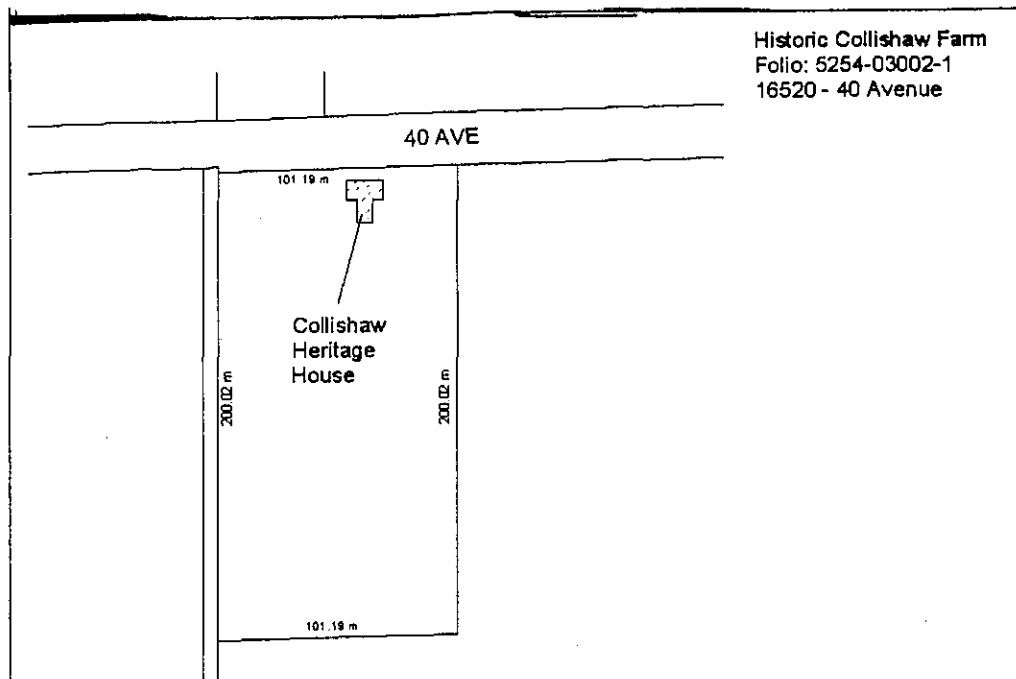 Historic Collishaw Farm
Folio: 5254-03002-1
16520 - 40 Avenue
40 AVE
101.19 m
Collishaw
Heritage
House
200.02 m
200.02 m
101.19 m